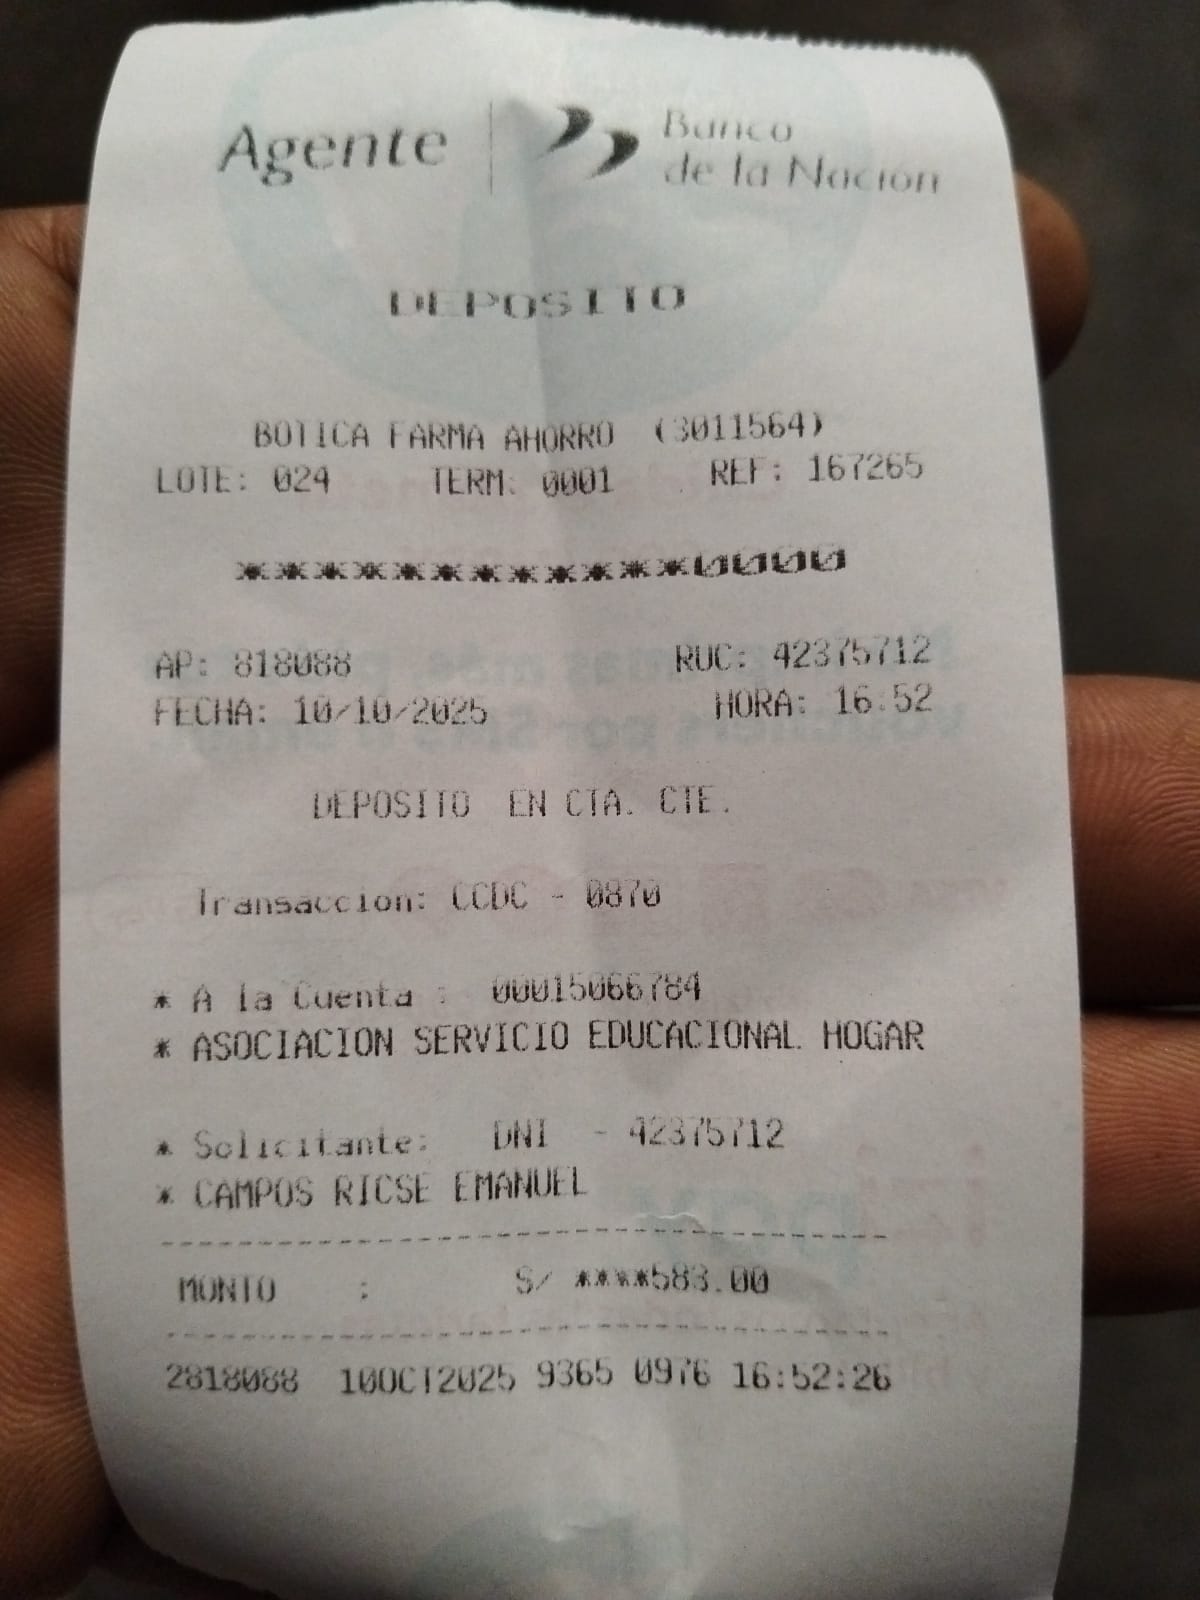 Agente | Banco
de la Nación
DEPOSITO
BOTICA FARMA AHORRO (3011564)
LOTE: 024 TERM: 0001 REF: 167265
************0000
AP: 818088 RUC: 42375712
FECHA: 10/10/2025 HORA: 16:52
DEPOSITO EN CTA. CTE.
Transaccion: CCDC - 0870
* A la Cuenta : 00015066784
* ASOCIACION SERVICIO EDUCACIONAL HOGAR
* Solicitante: DNI - 42375712
* CAMPOS RICSE EMANUEL
MONTO : S/ ****583.00
2818088 10OCT2025 9365 0976 16:52:26